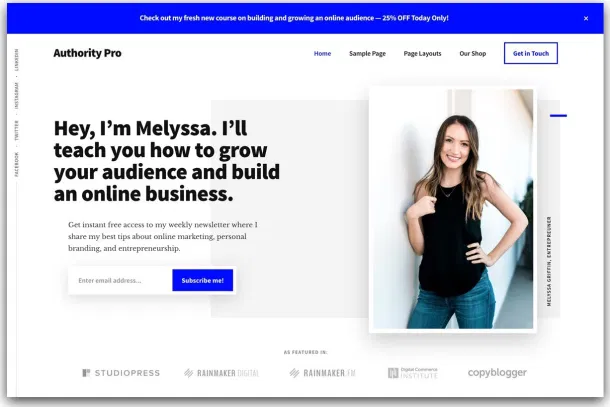 Check out my fresh new course on building and growing an online audience — 25% OFF Today Only!
×
Authority Pro
Home
Sample Page
Page Layouts
Our Shop
Get in Touch
FACEBOOK • TWITTER • INSTAGRAM • LINKEDIN
Hey, I'm Melyssa. I'll
teach you how to grow
your audience and build
an online business.
Get instant free access to my weekly newsletter where I
share my best tips about online marketing, personal
branding, and entrepreneurship.
Enter email address...
Subscribe me!
MELYSSA GRIFFIN, ENTREPRENEUR
AS FEATURED IN:
STUDIOPRESS
RAINMAKER DIGITAL
RAINMAKER.FM
Digital Commerce
INSTITUTE
copyblogger